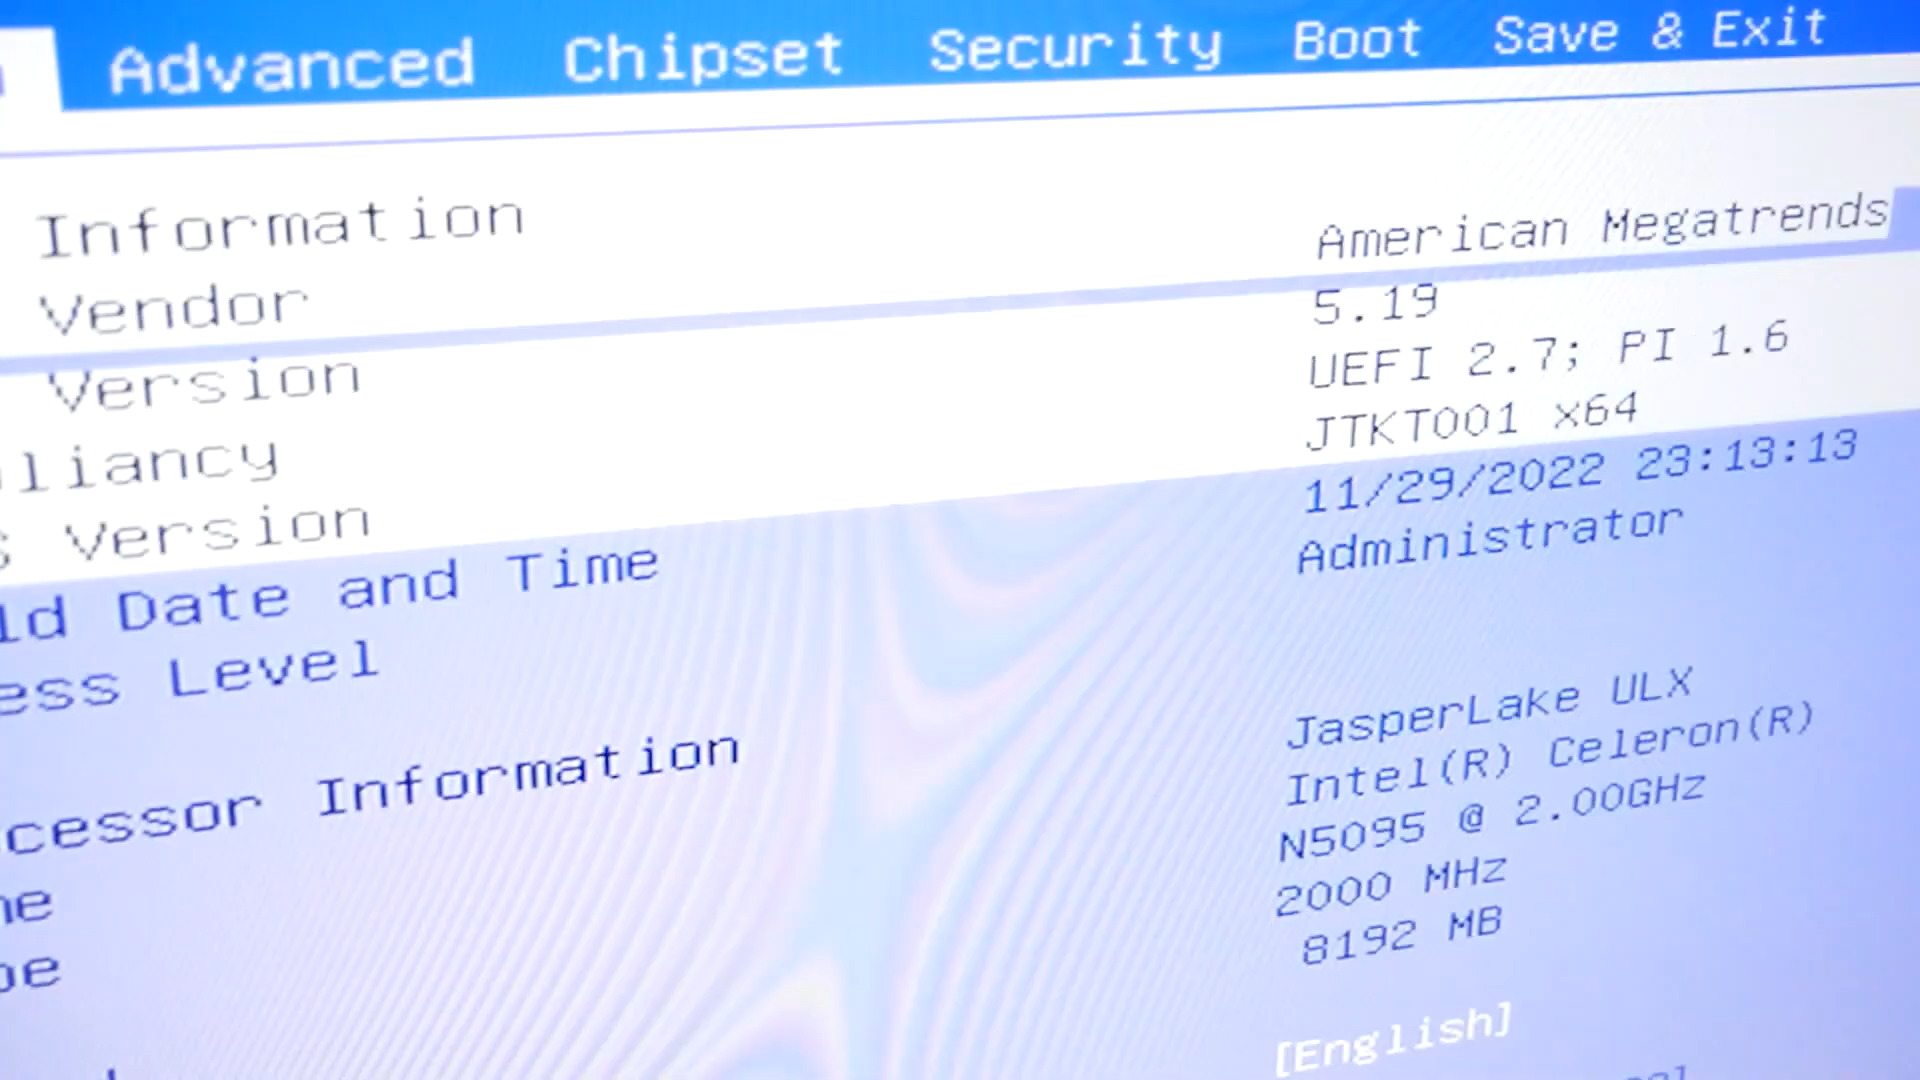 Advanced Chipset Security Boot Save & Exit
Information
Vendor American Megatrends
Version 5.19
liancy UEFI 2.7; PI 1.6
s Version JTKT001 x64
ld Date and Time 11/29/2022 23:13:13
ess Level Administrator
cessor Information
JasperLake ULX
Intel(R) Celeron(R)
N5095 @ 2.00GHz
2000 MHz
8192 MB
[English]